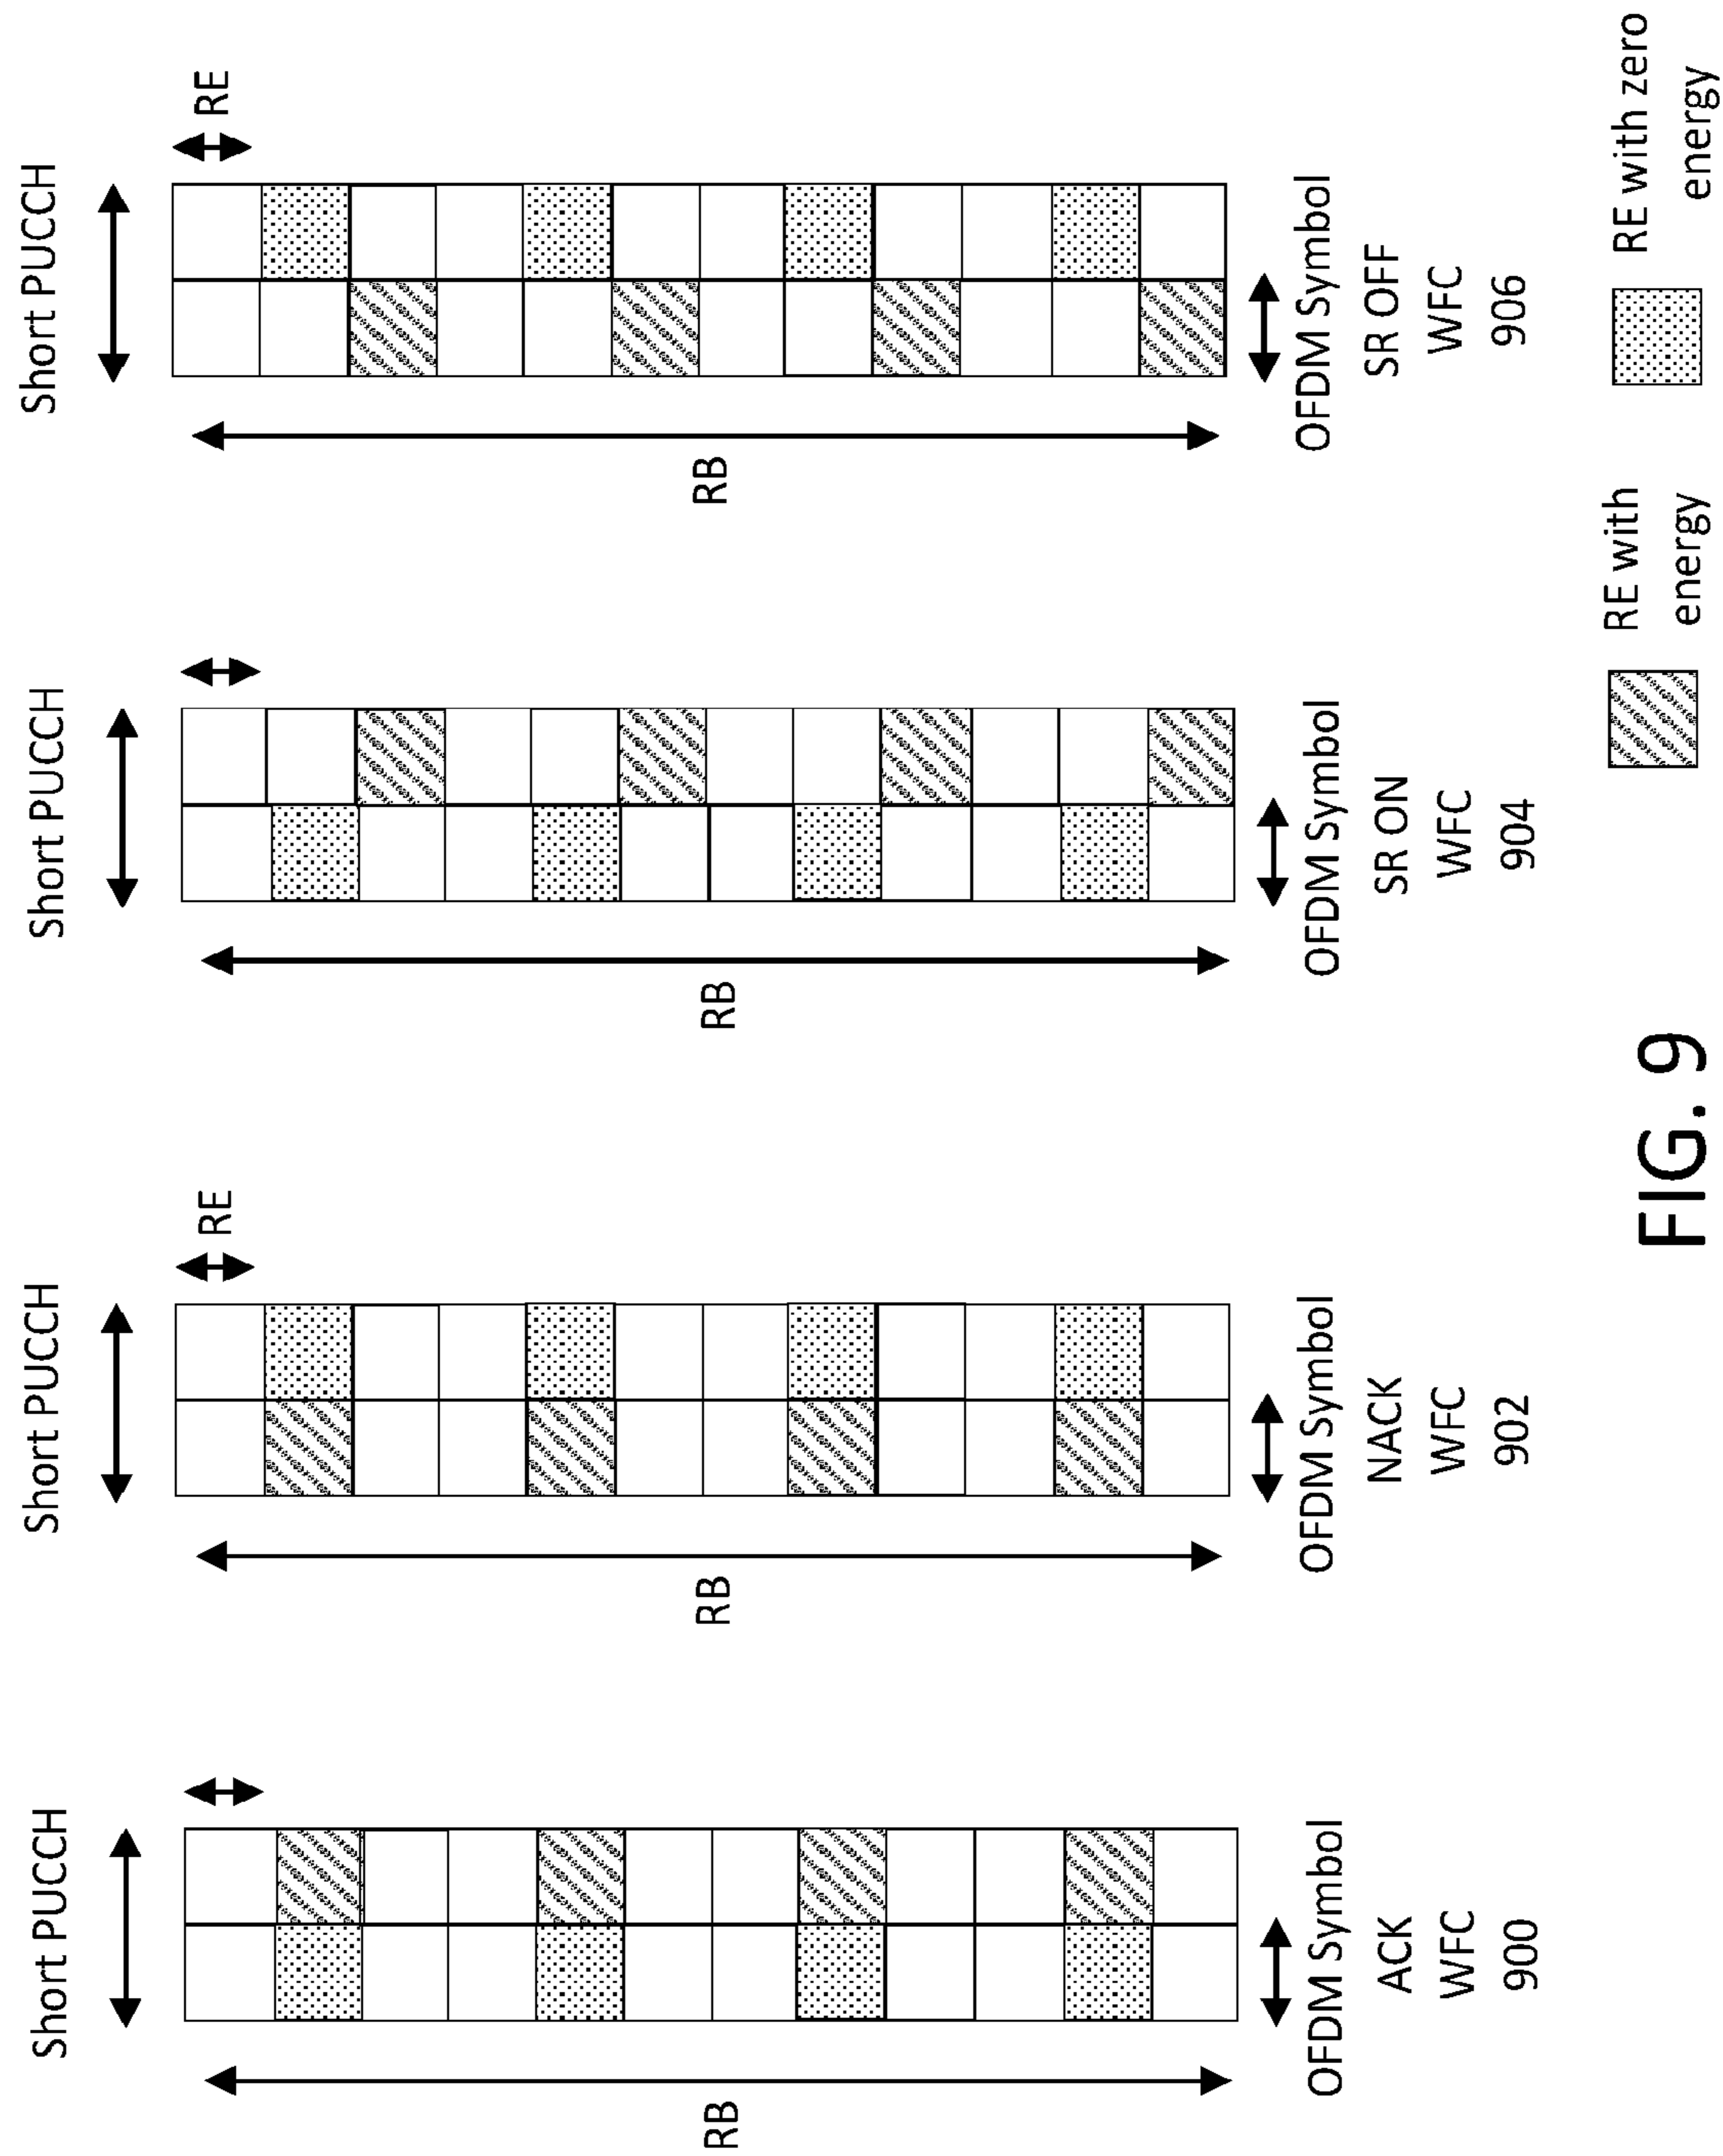 Short PUCCH
RB
OFDM Symbol
ACK
WFC
900
Short PUCCH
RE
RB
OFDM Symbol
NACK
WFC
902
Short PUCCH
RB
OFDM Symbol
SR ON
WFC
904
Short PUCCH
RE
RB
OFDM Symbol
SR OFF
WFC
906
RE with
energy
RE with zero
energy
FIG. 9